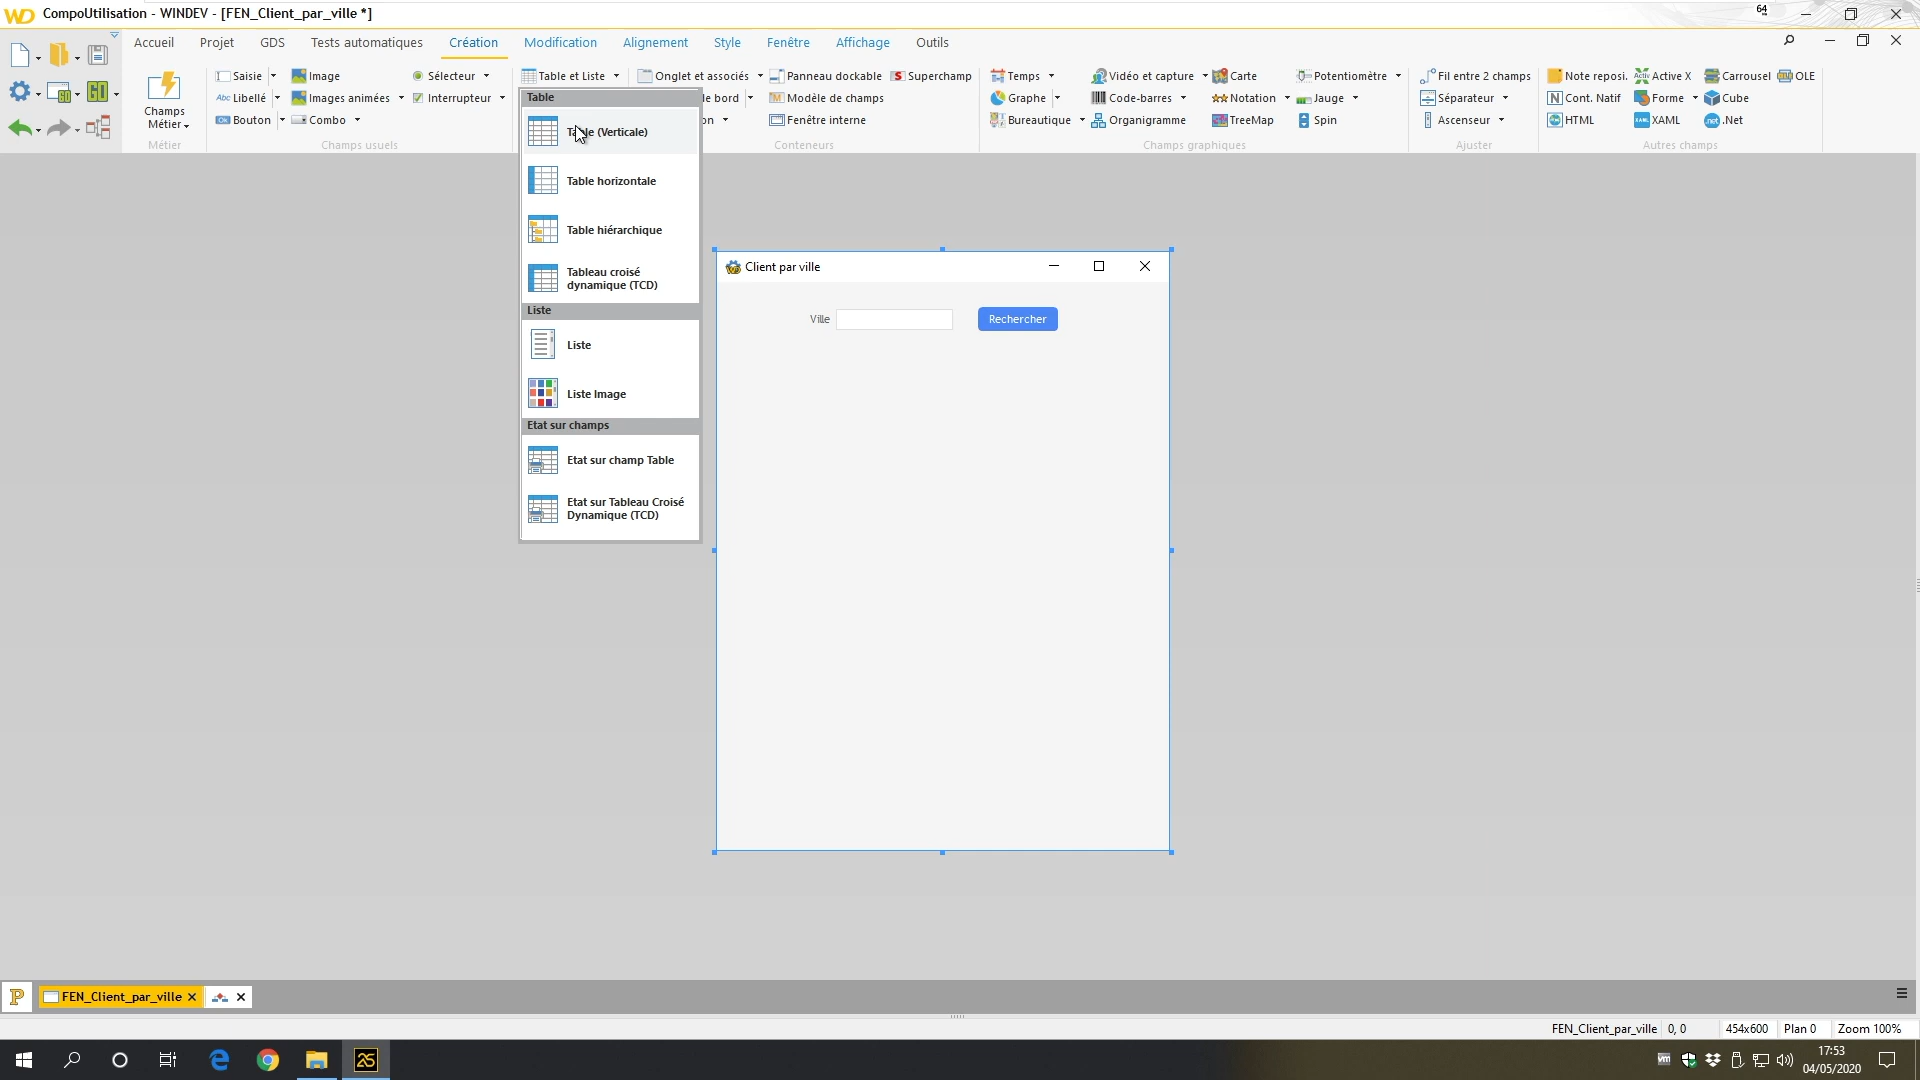 CompoUtilisation - WINDEV - [FEN_Client_par_ville *]
64
Accueil Projet GDS Tests automatiques Création Modification Alignement Style Fenêtre Affichage Outils
Champs Métier
Métier
Saisie Image Sélecteur
Libellé Images animées Interrupteur
Bouton Combo
Champs usuels
Table et Liste
Onglet et associés Panneau dockable Superchamp
le bord Modèle de champs
on Fenêtre interne
Conteneurs
Temps Vidéo et capture Carte Potentiomètre
Graphe Code-barres Notation Jauge
Bureautique Organigramme TreeMap Spin
Champs graphiques
Fil entre 2 champs
Séparateur
Ascenseur
Ajuster
Note reposi. Active X Carrousel OLE
Cont. Natif Forme Cube
HTML XAML .Net
Autres champs
Table
Table (Verticale)
Table horizontale
Table hiérarchique
Tableau croisé
dynamique (TCD)
Liste
Liste
Liste Image
Etat sur champs
Etat sur champ Table
Etat sur Tableau Croisé
Dynamique (TCD)
Client par ville
Ville
Rechercher
FEN_Client_par_ville
FEN_Client_par_ville 0, 0 454x600 Plan 0 Zoom 100%
17:53
04/05/2020